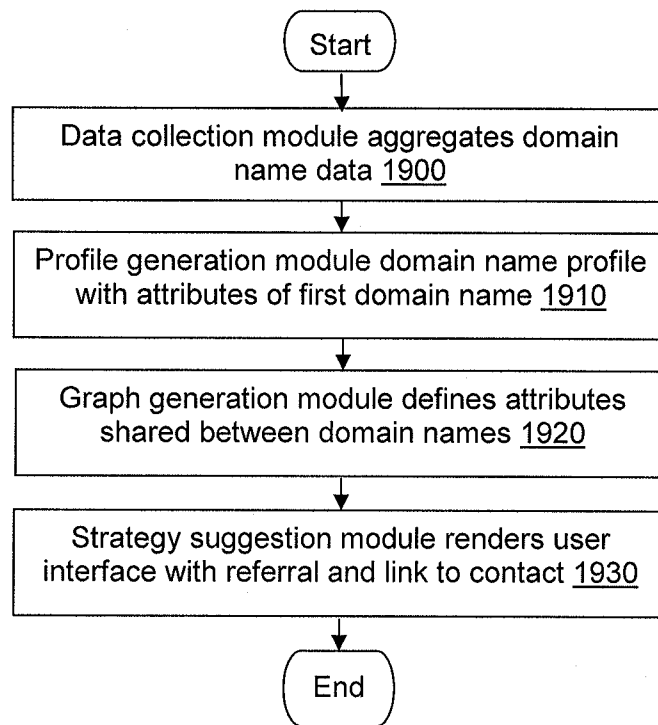 Start
Data collection module aggregates domain
name data 1900
Profile generation module domain name profile
with attributes of first domain name 1910
Graph generation module defines attributes
shared between domain names 1920
Strategy suggestion module renders user
interface with referral and link to contact 1930
End